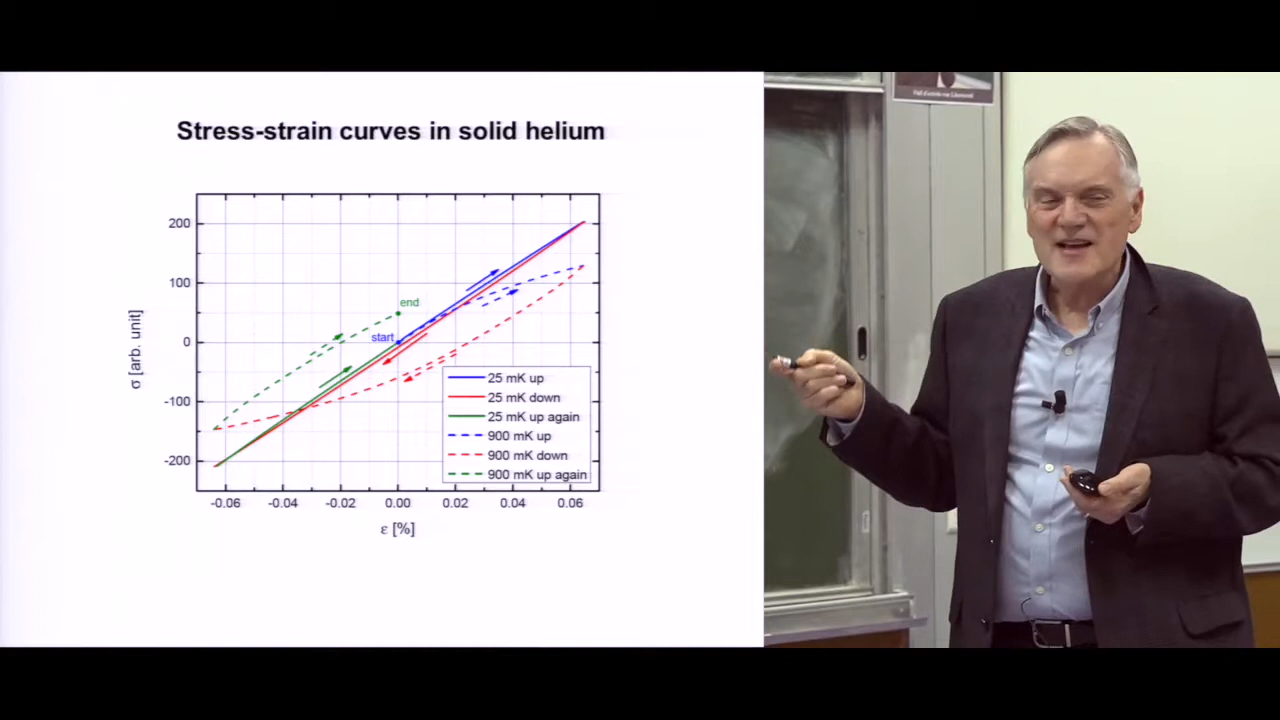 Stress-strain curves in solid helium
200
100
0
-100
-200
σ [arb. unit]
end
start
25 mK up
25 mK down
25 mK up again
900 mK up
900 mK down
900 mK up again
-0.06 -0.04 -0.02 0.00 0.02 0.04 0.06
ε [%]